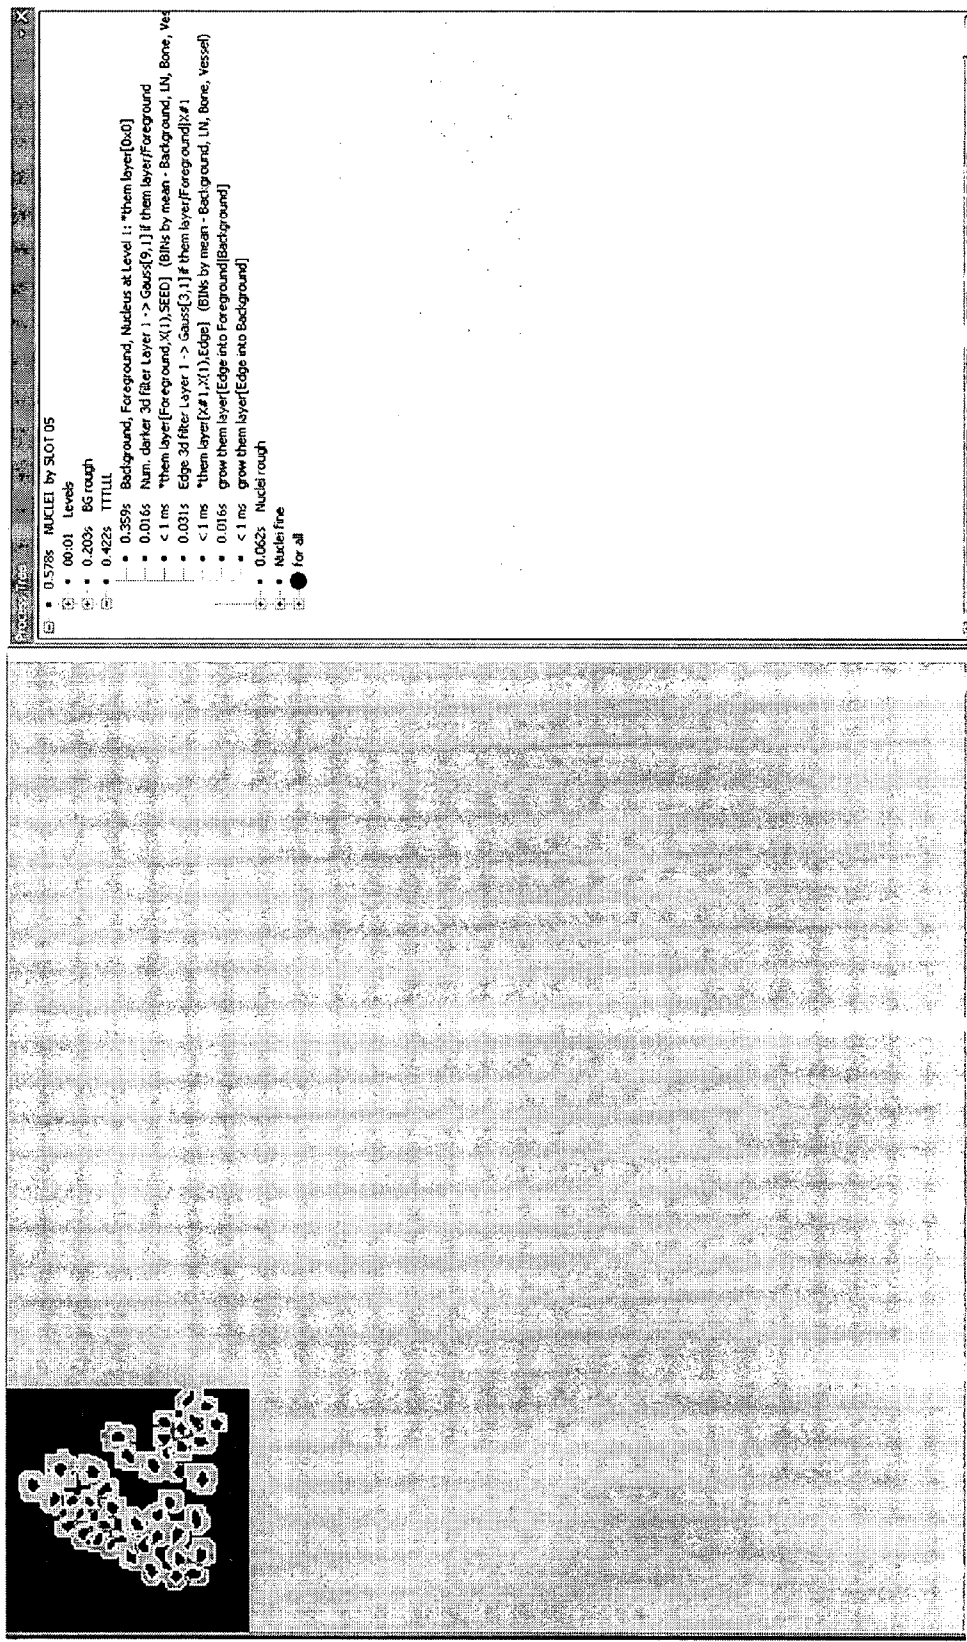 Process Tree
0.578s NUCLEI by SLOT 05
00:01 Levels
0.203s BG rough
0.422s TTTLLL
0.359s Background, Foreground, Nucleus at Level 1: *them layer[0x0]
0.016s Num. darker 3d filter Layer 1 -> Gauss[9,1] if them layer/Foreground
< 1 ms *them layer[Foreground,X(1),SEED] (BINs by mean - Background, LN, Bone, Ves
0.031s Edge 3d filter Layer 1 -> Gauss[3,1] if them layer/Foreground|X#1
< 1 ms *them layer[X#1,X(1),Edge] (BINs by mean - Background, LN, Bone, Vessel)
0.016s grow them layer[Edge into Foreground|Background]
< 1 ms grow them layer[Edge into Background]
0.062s Nuclei rough
Nuclei fine
for all